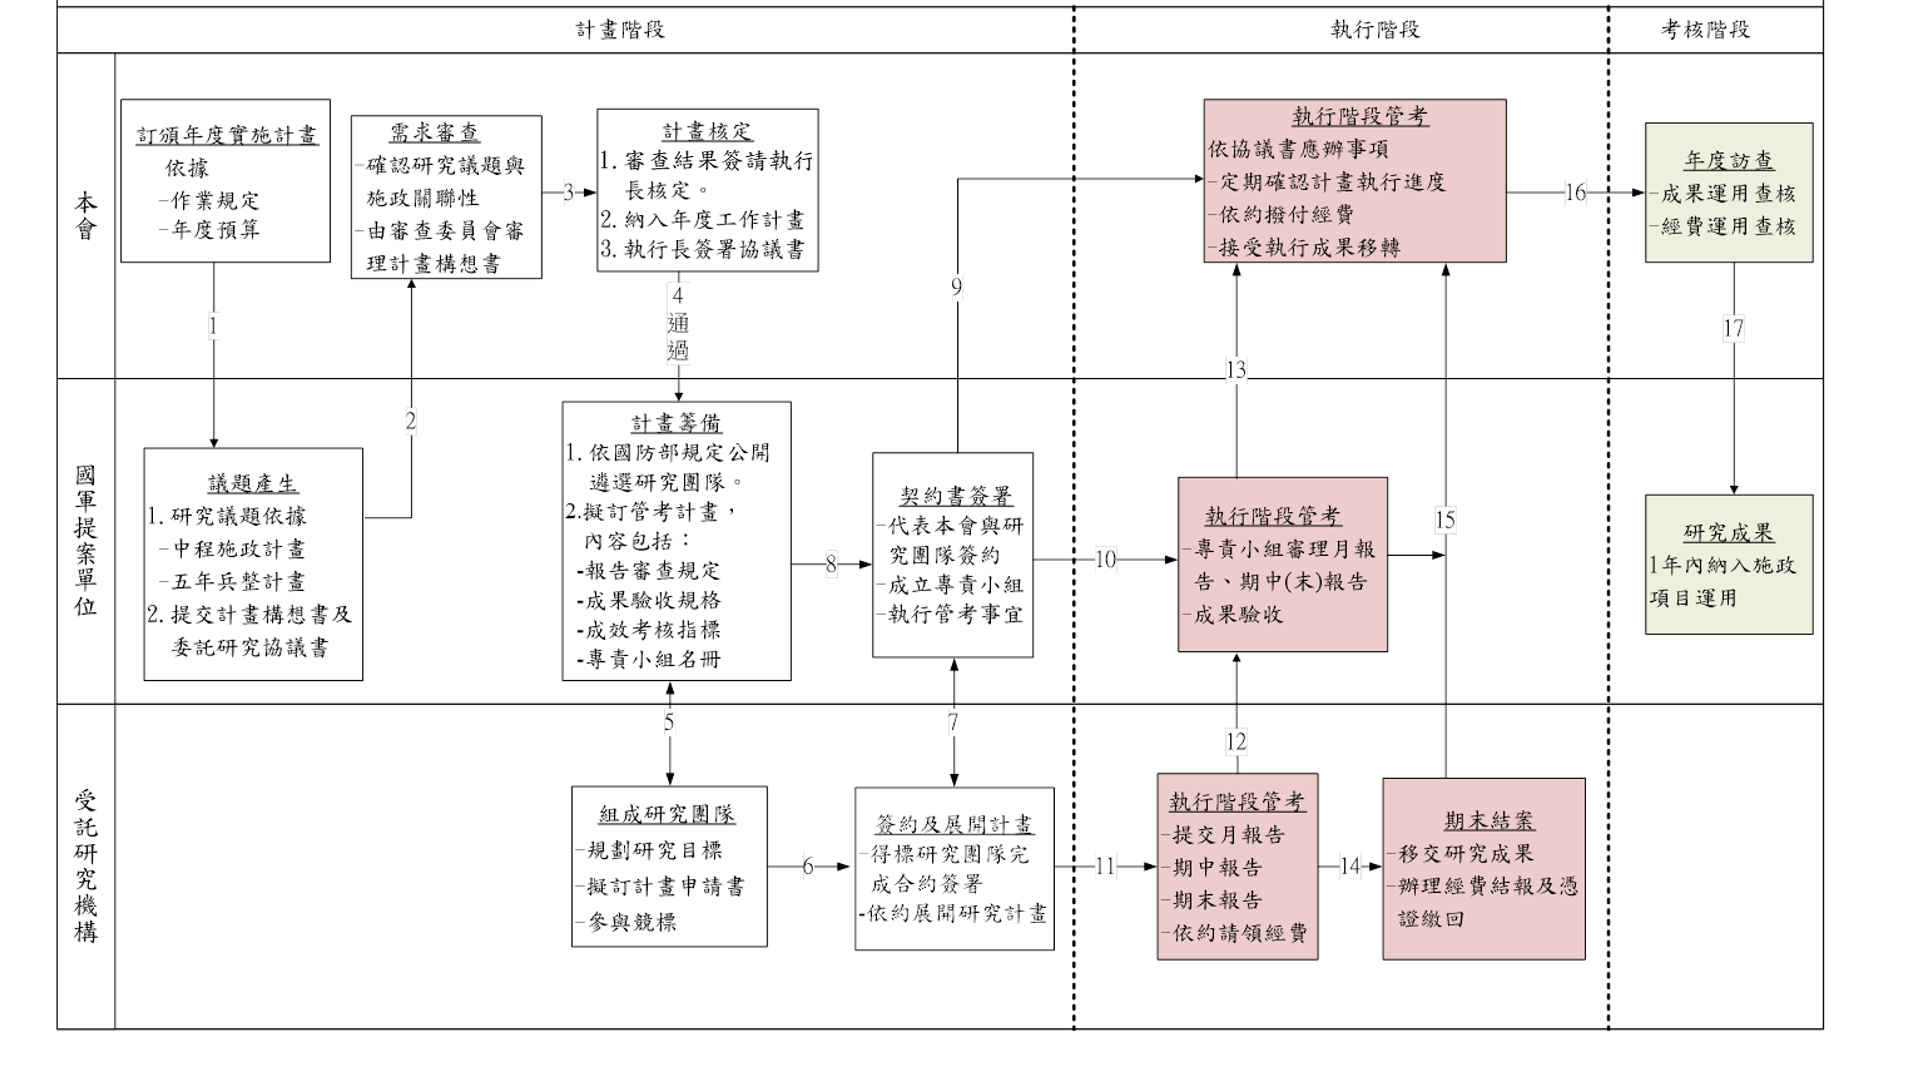 計畫階段
執行階段
考核階段
本會
訂頒年度實施計畫
依據
-作業規定
-年度預算
需求審查
-確認研究議題與
施政關聯性
-由審查委員會審
理計畫構想書
3
計畫核定
1. 審查結果簽請執行
長核定。
2. 納入年度工作計畫
3. 執行長簽署協議書
執行階段管考
依協議書應辦事項
-定期確認計畫執行進度
-依約撥付經費
-接受執行成果移轉
16
年度訪查
-成果運用查核
-經費運用查核
1
4
通
過
9
13
17
國軍提案單位
2
議題產生
1. 研究議題依據
-中程施政計畫
-五年兵整計畫
2. 提交計畫構想書及
委託研究協議書
計畫籌備
1. 依國防部規定公開
遴選研究團隊。
2.擬訂管考計畫，
內容包括：
-報告審查規定
-成果驗收規格
-成效考核指標
-專責小組名冊
8
契約書簽署
-代表本會與研
究團隊簽約
-成立專責小組
-執行管考事宜
10
執行階段管考
-專責小組審理月報
告、期中(末)報告
-成果驗收
15
研究成果
1年內納入施政
項目運用
5
7
12
受託研究機構
組成研究團隊
-規劃研究目標
-擬訂計畫申請書
-參與競標
6
簽約及展開計畫
-得標研究團隊完
成合約簽署
-依約展開研究計畫
11
執行階段管考
-提交月報告
-期中報告
-期末報告
-依約請領經費
14
期末結案
-移交研究成果
-辦理經費結報及憑
證繳回